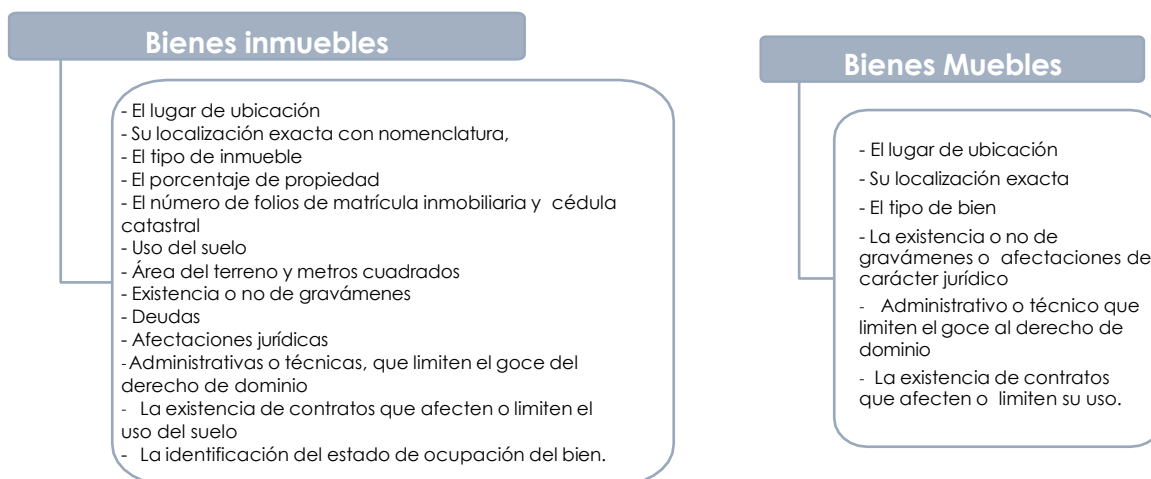 Bienes inmuebles
- El lugar de ubicación
- Su localización exacta con nomenclatura,
- El tipo de inmueble
- El porcentaje de propiedad
- El número de folios de matrícula inmobiliaria y cédula
catastral
- Uso del suelo
- Área del terreno y metros cuadrados
- Existencia o no de gravámenes
- Deudas
- Afectaciones jurídicas
-Administrativas o técnicas, que limiten el goce del
derecho de dominio
- La existencia de contratos que afecten o limiten el
uso del suelo
- La identificación del estado de ocupación del bien.
Bienes Muebles
- El lugar de ubicación
- Su localización exacta
- El tipo de bien
- La existencia o no de
gravámenes o afectaciones de
carácter jurídico
- Administrativo o técnico que
limiten el goce al derecho de
dominio
- La existencia de contratos
que afecten o limiten su uso.